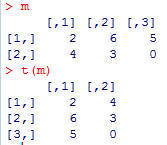 > m
     [,1] [,2] [,3]
[1,]    2    6    5
[2,]    4    3    0
> t(m)
     [,1] [,2]
[1,]    2    4
[2,]    6    3
[3,]    5    0